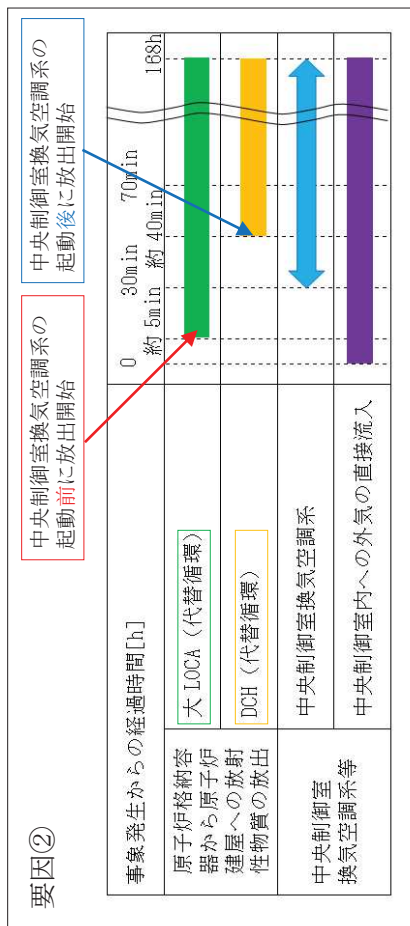 要因②
中央制御室換気空調系の
起動前に放出開始
中央制御室換気空調系の
起動後に放出開始
事象発生からの経過時間[h]
0
約 5min
30min
約 40min
70min
168h
原子炉格納容
器から原子炉
建屋への放射
性物質の放出
大 LOCA（代替循環）
DCH（代替循環）
中央制御室
換気空調系等
中央制御室換気空調系
中央制御室内への外気の直接流入